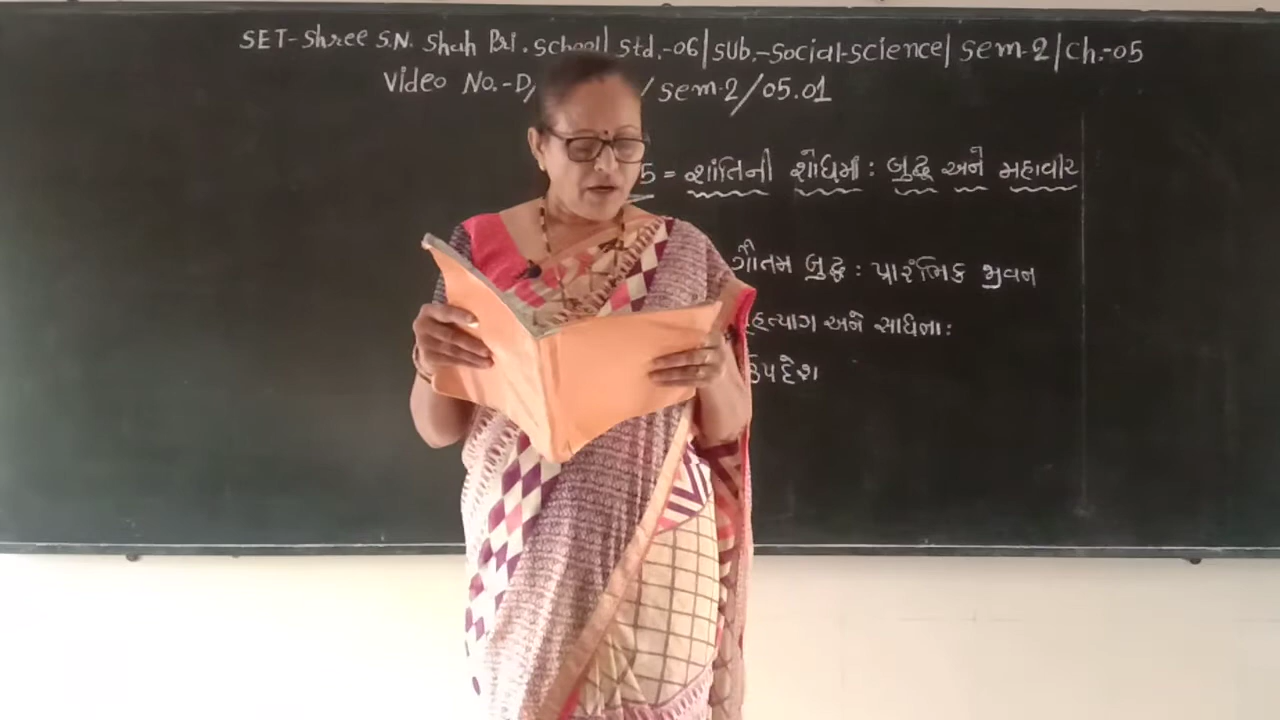 SET-Shree S.N. Shah Pri. School | Std.-06 | Sub.-Social-Science | Sem-2 | Ch.-05
Video No.-D/ / Sem-2/05.01
5 = શાંતિની શોધમાં : બુદ્ધ અને મહાવીર
ગૌતમ બુદ્ધ : પ્રારંભિક જીવન
અને સાધના :
ઉપદેશ